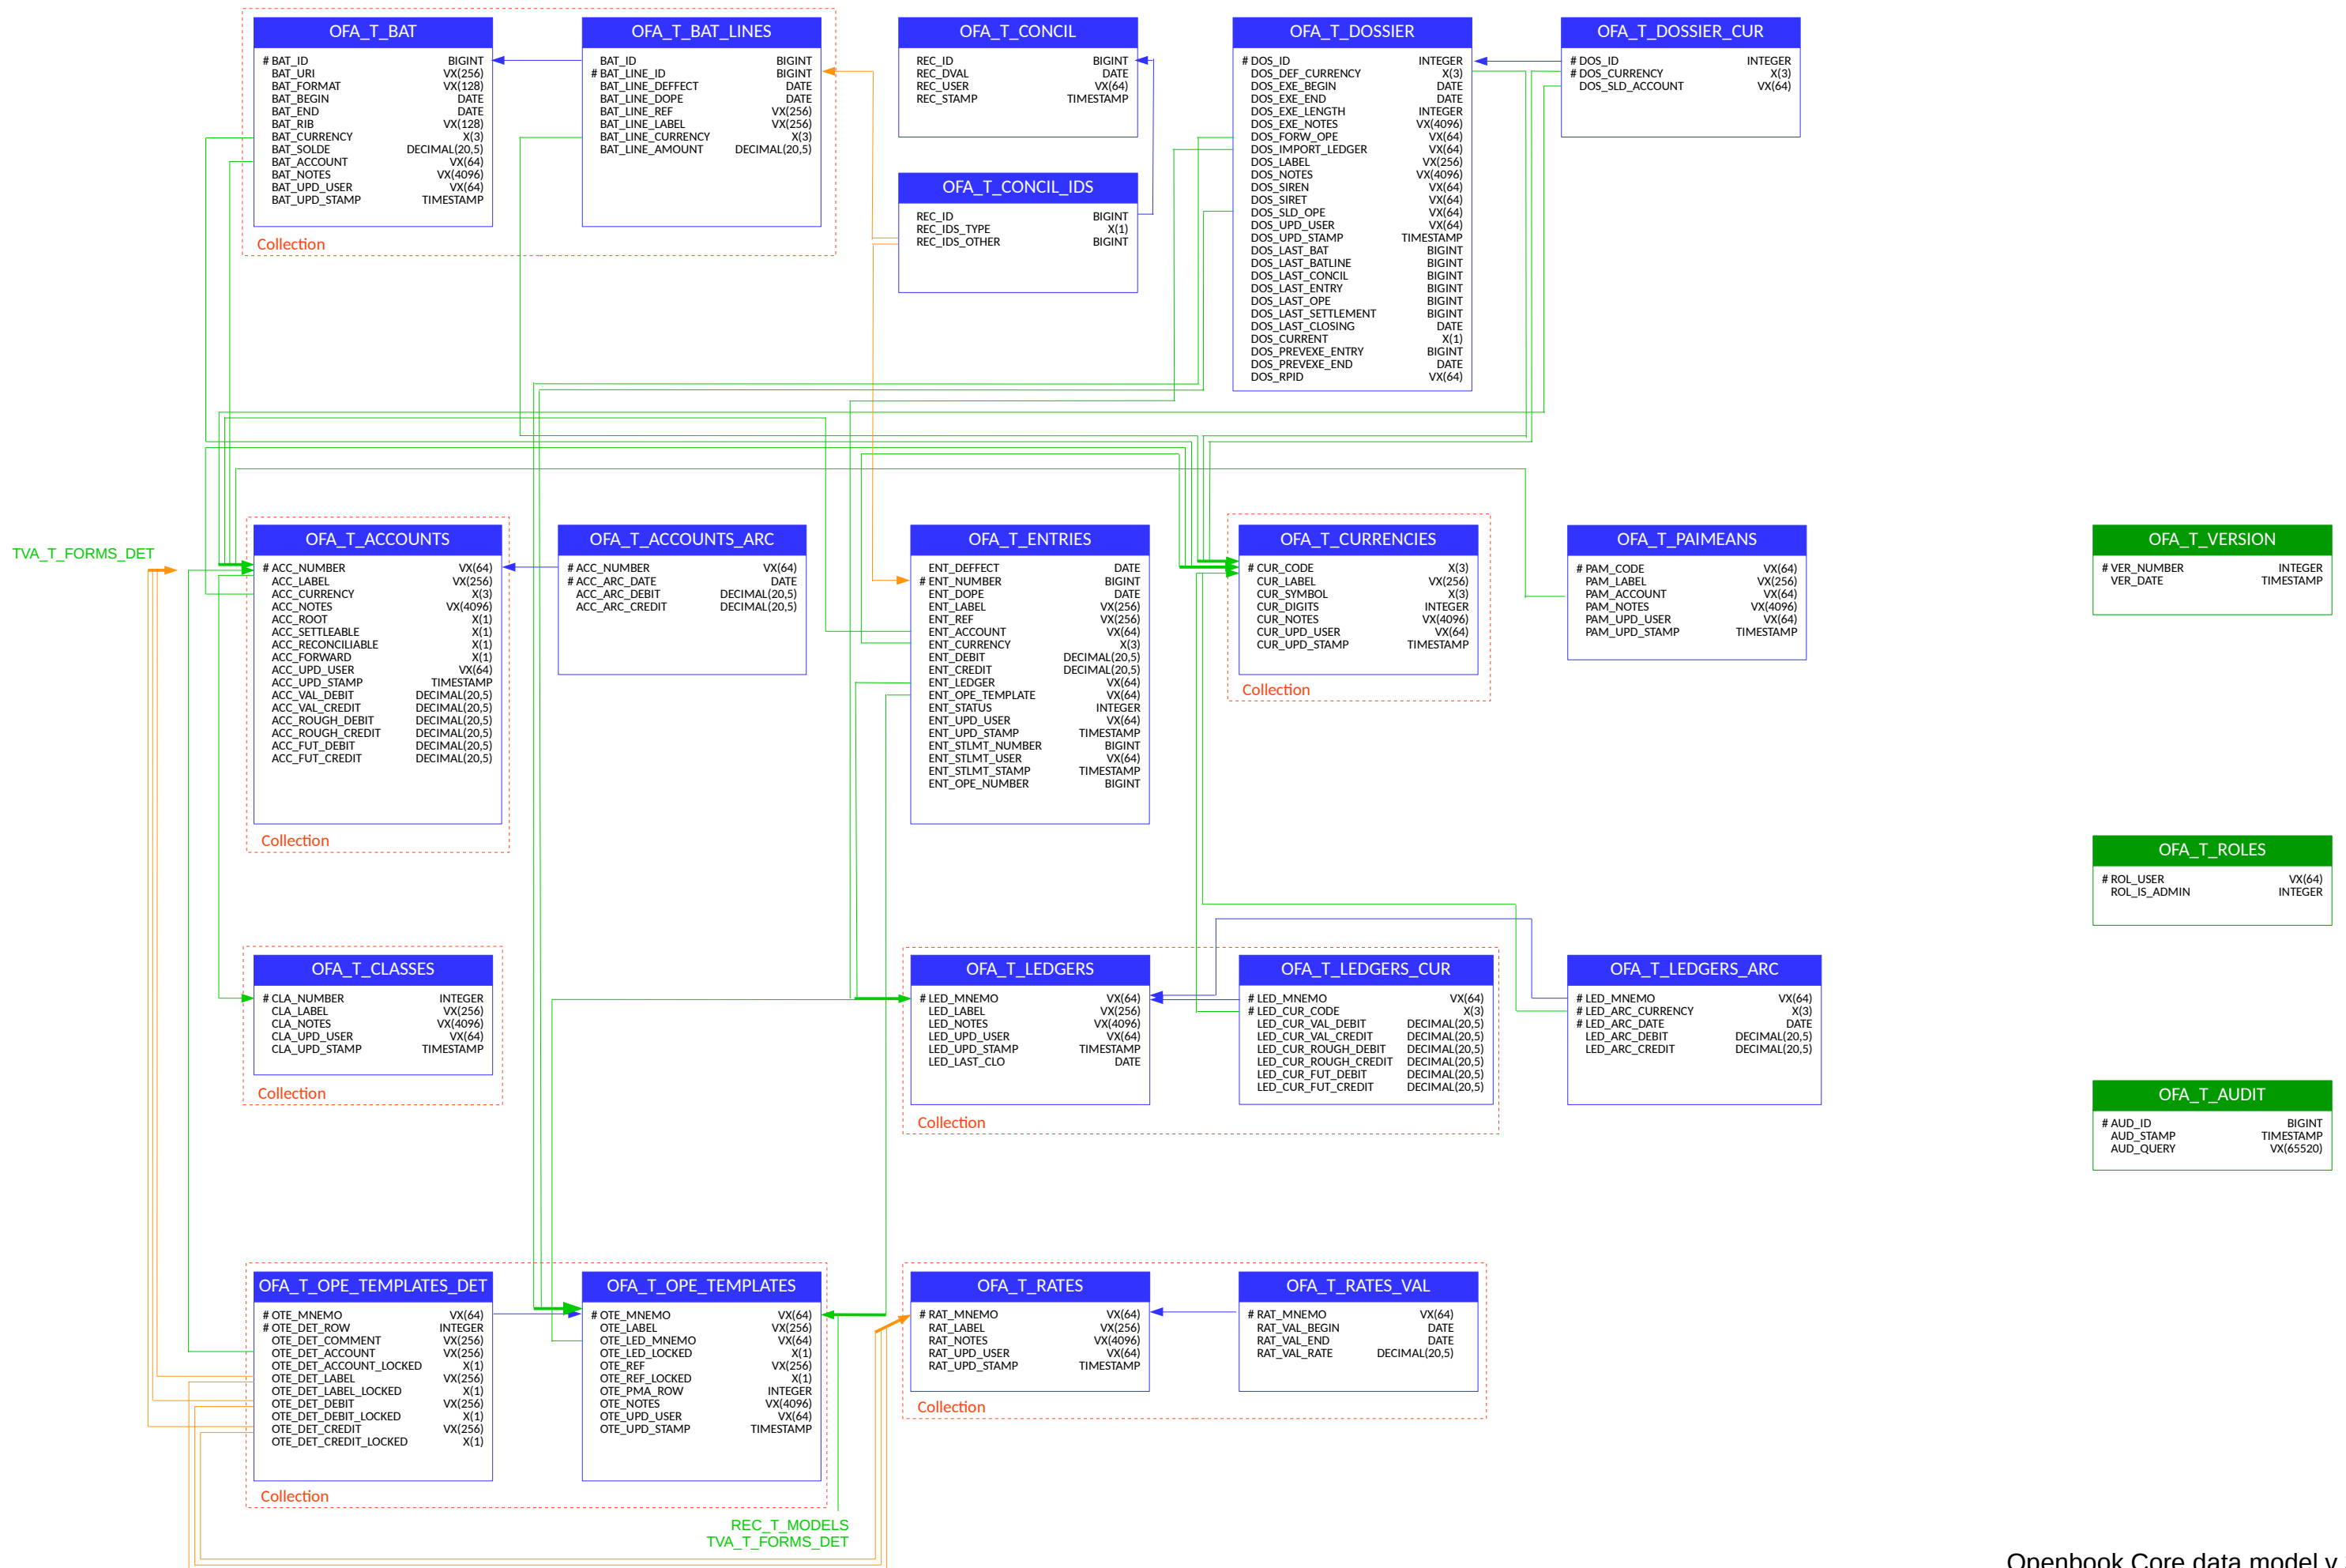 OFA_T_BAT
# BAT_ID BIGINT
BAT_URI VX(256)
BAT_FORMAT VX(128)
BAT_BEGIN DATE
BAT_END DATE
BAT_RIB VX(128)
BAT_CURRENCY X(3)
BAT_SOLDE DECIMAL(20,5)
BAT_ACCOUNT VX(64)
BAT_NOTES VX(4096)
BAT_UPD_USER VX(64)
BAT_UPD_STAMP TIMESTAMP
OFA_T_BAT_LINES
BAT_ID BIGINT
# BAT_LINE_ID BIGINT
BAT_LINE_DEFFECT DATE
BAT_LINE_DOPE DATE
BAT_LINE_REF VX(256)
BAT_LINE_LABEL VX(256)
BAT_LINE_CURRENCY X(3)
BAT_LINE_AMOUNT DECIMAL(20,5)
Collection
OFA_T_CONCIL
REC_ID BIGINT
REC_DVAL DATE
REC_USER VX(64)
REC_STAMP TIMESTAMP
OFA_T_CONCIL_IDS
REC_ID BIGINT
REC_IDS_TYPE X(1)
REC_IDS_OTHER BIGINT
OFA_T_DOSSIER
# DOS_ID INTEGER
DOS_DEF_CURRENCY X(3)
DOS_EXE_BEGIN DATE
DOS_EXE_END DATE
DOS_EXE_LENGTH INTEGER
DOS_EXE_NOTES VX(4096)
DOS_FORW_OPE VX(64)
DOS_IMPORT_LEDGER VX(64)
DOS_LABEL VX(256)
DOS_NOTES VX(4096)
DOS_SIREN VX(64)
DOS_SIRET VX(64)
DOS_SLD_OPE VX(64)
DOS_UPD_USER VX(64)
DOS_UPD_STAMP TIMESTAMP
DOS_LAST_BAT BIGINT
DOS_LAST_BATLINE BIGINT
DOS_LAST_CONCIL BIGINT
DOS_LAST_ENTRY BIGINT
DOS_LAST_OPE BIGINT
DOS_LAST_SETTLEMENT BIGINT
DOS_LAST_CLOSING DATE
DOS_CURRENT X(1)
DOS_PREVEXE_ENTRY BIGINT
DOS_PREVEXE_END DATE
DOS_RPID VX(64)
OFA_T_DOSSIER_CUR
# DOS_ID INTEGER
# DOS_CURRENCY X(3)
DOS_SLD_ACCOUNT VX(64)
TVA_T_FORMS_DET
OFA_T_ACCOUNTS
# ACC_NUMBER VX(64)
ACC_LABEL VX(256)
ACC_CURRENCY X(3)
ACC_NOTES VX(4096)
ACC_ROOT X(1)
ACC_SETTLEABLE X(1)
ACC_RECONCILIABLE X(1)
ACC_FORWARD X(1)
ACC_UPD_USER VX(64)
ACC_UPD_STAMP TIMESTAMP
ACC_VAL_DEBIT DECIMAL(20,5)
ACC_VAL_CREDIT DECIMAL(20,5)
ACC_ROUGH_DEBIT DECIMAL(20,5)
ACC_ROUGH_CREDIT DECIMAL(20,5)
ACC_FUT_DEBIT DECIMAL(20,5)
ACC_FUT_CREDIT DECIMAL(20,5)
Collection
OFA_T_ACCOUNTS_ARC
# ACC_NUMBER VX(64)
# ACC_ARC_DATE DATE
ACC_ARC_DEBIT DECIMAL(20,5)
ACC_ARC_CREDIT DECIMAL(20,5)
OFA_T_ENTRIES
ENT_DEFFECT DATE
# ENT_NUMBER BIGINT
ENT_DOPE DATE
ENT_LABEL VX(256)
ENT_REF VX(256)
ENT_ACCOUNT VX(64)
ENT_CURRENCY X(3)
ENT_DEBIT DECIMAL(20,5)
ENT_CREDIT DECIMAL(20,5)
ENT_LEDGER VX(64)
ENT_OPE_TEMPLATE VX(64)
ENT_STATUS INTEGER
ENT_UPD_USER VX(64)
ENT_UPD_STAMP TIMESTAMP
ENT_STLMT_NUMBER BIGINT
ENT_STLMT_USER VX(64)
ENT_STLMT_STAMP TIMESTAMP
ENT_OPE_NUMBER BIGINT
OFA_T_CURRENCIES
# CUR_CODE X(3)
CUR_LABEL VX(256)
CUR_SYMBOL X(3)
CUR_DIGITS INTEGER
CUR_NOTES VX(4096)
CUR_UPD_USER VX(64)
CUR_UPD_STAMP TIMESTAMP
Collection
OFA_T_PAIMEANS
# PAM_CODE VX(64)
PAM_LABEL VX(256)
PAM_ACCOUNT VX(64)
PAM_NOTES VX(4096)
PAM_UPD_USER VX(64)
PAM_UPD_STAMP TIMESTAMP
OFA_T_VERSION
# VER_NUMBER INTEGER
VER_DATE TIMESTAMP
OFA_T_ROLES
# ROL_USER VX(64)
ROL_IS_ADMIN INTEGER
OFA_T_CLASSES
# CLA_NUMBER INTEGER
CLA_LABEL VX(256)
CLA_NOTES VX(4096)
CLA_UPD_USER VX(64)
CLA_UPD_STAMP TIMESTAMP
Collection
OFA_T_LEDGERS
# LED_MNEMO VX(64)
LED_LABEL VX(256)
LED_NOTES VX(4096)
LED_UPD_USER VX(64)
LED_UPD_STAMP TIMESTAMP
LED_LAST_CLO DATE
OFA_T_LEDGERS_CUR
# LED_MNEMO VX(64)
# LED_CUR_CODE X(3)
LED_CUR_VAL_DEBIT DECIMAL(20,5)
LED_CUR_VAL_CREDIT DECIMAL(20,5)
LED_CUR_ROUGH_DEBIT DECIMAL(20,5)
LED_CUR_ROUGH_CREDIT DECIMAL(20,5)
LED_CUR_FUT_DEBIT DECIMAL(20,5)
LED_CUR_FUT_CREDIT DECIMAL(20,5)
Collection
OFA_T_LEDGERS_ARC
# LED_MNEMO VX(64)
# LED_ARC_CURRENCY X(3)
# LED_ARC_DATE DATE
LED_ARC_DEBIT DECIMAL(20,5)
LED_ARC_CREDIT DECIMAL(20,5)
OFA_T_AUDIT
# AUD_ID BIGINT
AUD_STAMP TIMESTAMP
AUD_QUERY VX(65520)
OFA_T_OPE_TEMPLATES_DET
# OTE_MNEMO VX(64)
# OTE_DET_ROW INTEGER
OTE_DET_COMMENT VX(256)
OTE_DET_ACCOUNT VX(256)
OTE_DET_ACCOUNT_LOCKED X(1)
OTE_DET_LABEL VX(256)
OTE_DET_LABEL_LOCKED X(1)
OTE_DET_DEBIT VX(256)
OTE_DET_DEBIT_LOCKED X(1)
OTE_DET_CREDIT VX(256)
OTE_DET_CREDIT_LOCKED X(1)
OFA_T_OPE_TEMPLATES
# OTE_MNEMO VX(64)
OTE_LABEL VX(256)
OTE_LED_MNEMO VX(64)
OTE_LED_LOCKED X(1)
OTE_REF VX(256)
OTE_REF_LOCKED X(1)
OTE_PMA_ROW INTEGER
OTE_NOTES VX(4096)
OTE_UPD_USER VX(64)
OTE_UPD_STAMP TIMESTAMP
Collection
OFA_T_RATES
# RAT_MNEMO VX(64)
RAT_LABEL VX(256)
RAT_NOTES VX(4096)
RAT_UPD_USER VX(64)
RAT_UPD_STAMP TIMESTAMP
OFA_T_RATES_VAL
# RAT_MNEMO VX(64)
RAT_VAL_BEGIN DATE
RAT_VAL_END DATE
RAT_VAL_RATE DECIMAL(20,5)
Collection
REC_T_MODELS
TVA_T_FORMS_DET
Openbook Core data model v